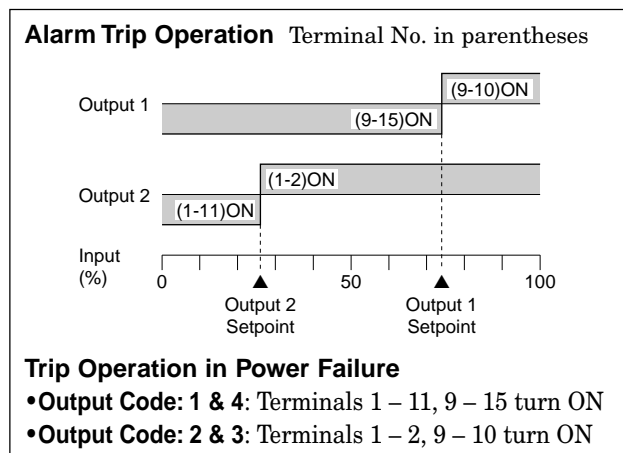 Alarm Trip Operation Terminal No. in parentheses
(9-10)ON
Output 1
(9-15)ON
(1-2)ON
Output 2
(1-11)ON
Input
(%)
0 50 100
Output 2
Setpoint
Output 1
Setpoint
Trip Operation in Power Failure
•Output Code: 1 & 4: Terminals 1 – 11, 9 – 15 turn ON
•Output Code: 2 & 3: Terminals 1 – 2, 9 – 10 turn ON